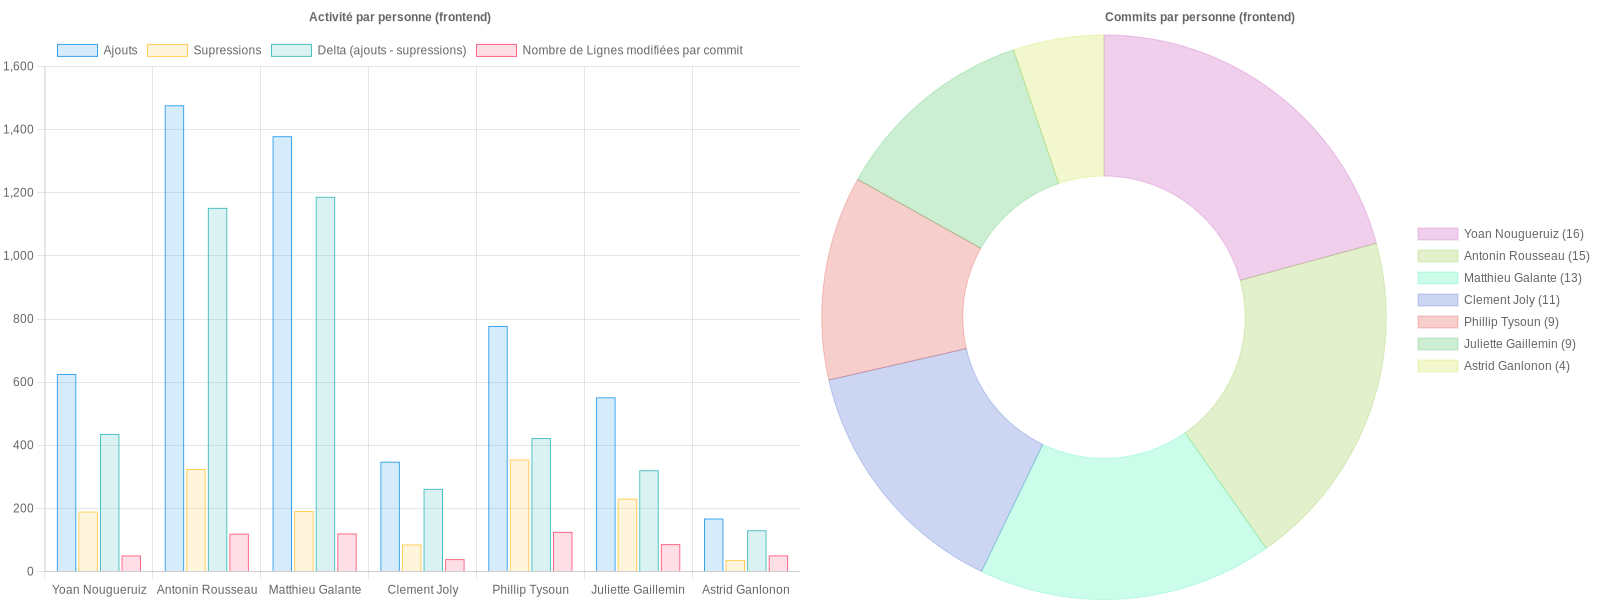 Activité par personne (frontend)
Ajouts
Supressions
Delta (ajouts - supressions)
Nombre de Lignes modifiées par commit
1,600
1,400
1,200
1,000
800
600
400
200
0
Yoan Nougueruiz
Antonin Rousseau
Matthieu Galante
Clement Joly
Phillip Tysoun
Juliette Gaillemin
Astrid Ganlonon
Commits par personne (frontend)
Yoan Nougueruiz (16)
Antonin Rousseau (15)
Matthieu Galante (13)
Clement Joly (11)
Phillip Tysoun (9)
Juliette Gaillemin (9)
Astrid Ganlonon (4)